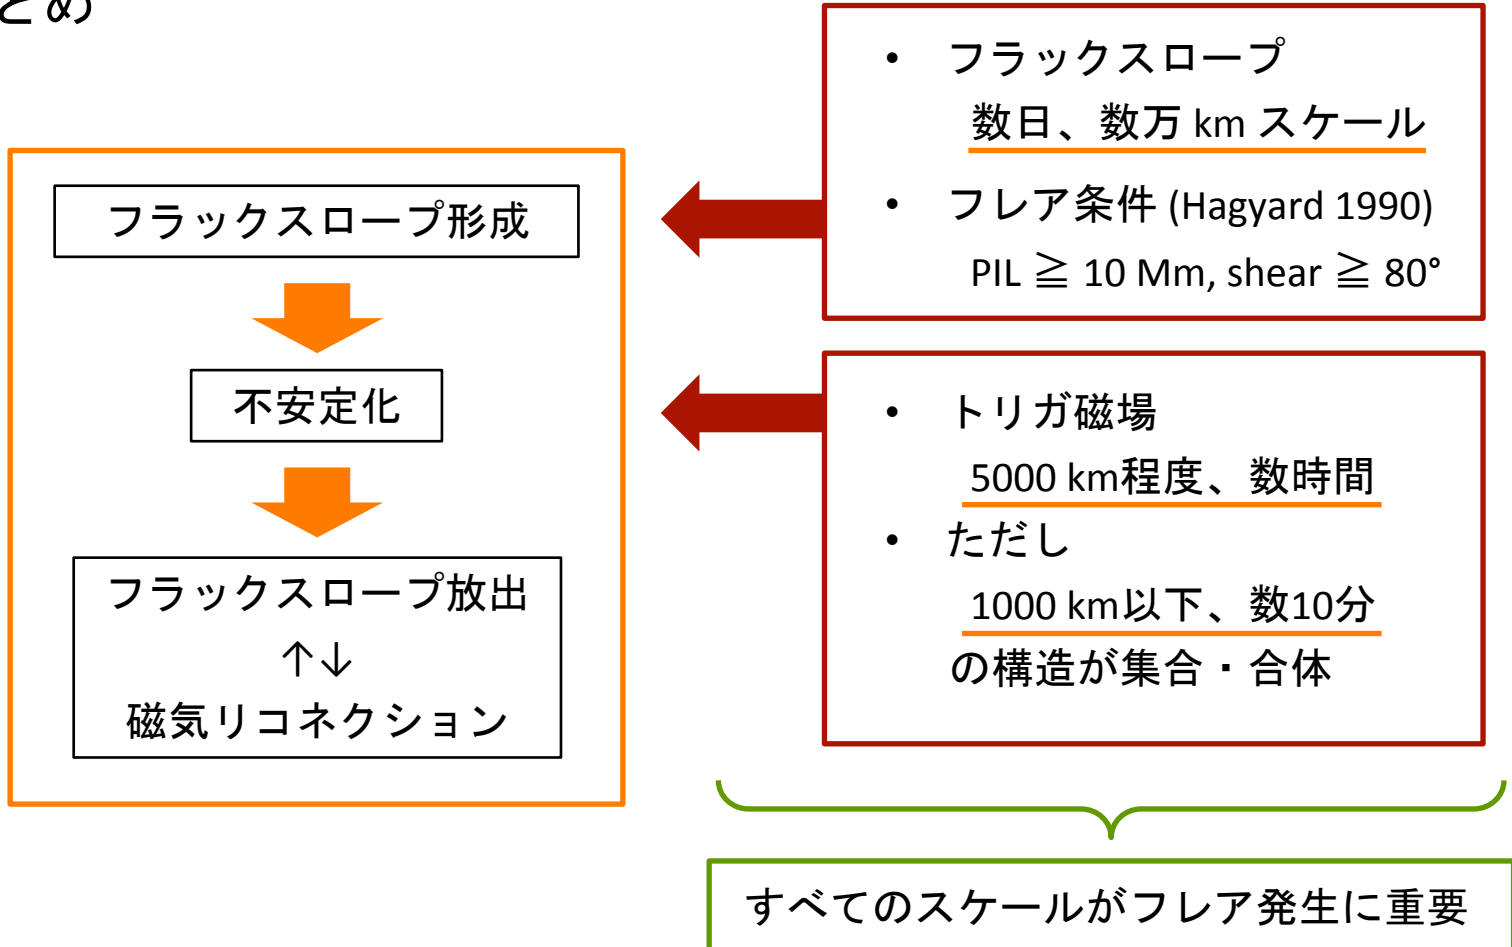 とめ
フラックスロープ形成
不安定化
フラックスロープ放出
↑↓
磁気リコネクション
• フラックスロープ
数日、数万 km スケール
• フレア条件 (Hagyard 1990)
PIL ≧ 10 Mm, shear ≧ 80°
• トリガ磁場
5000 km程度、数時間
• ただし
1000 km以下、数10分
の構造が集合・合体
すべてのスケールがフレア発生に重要